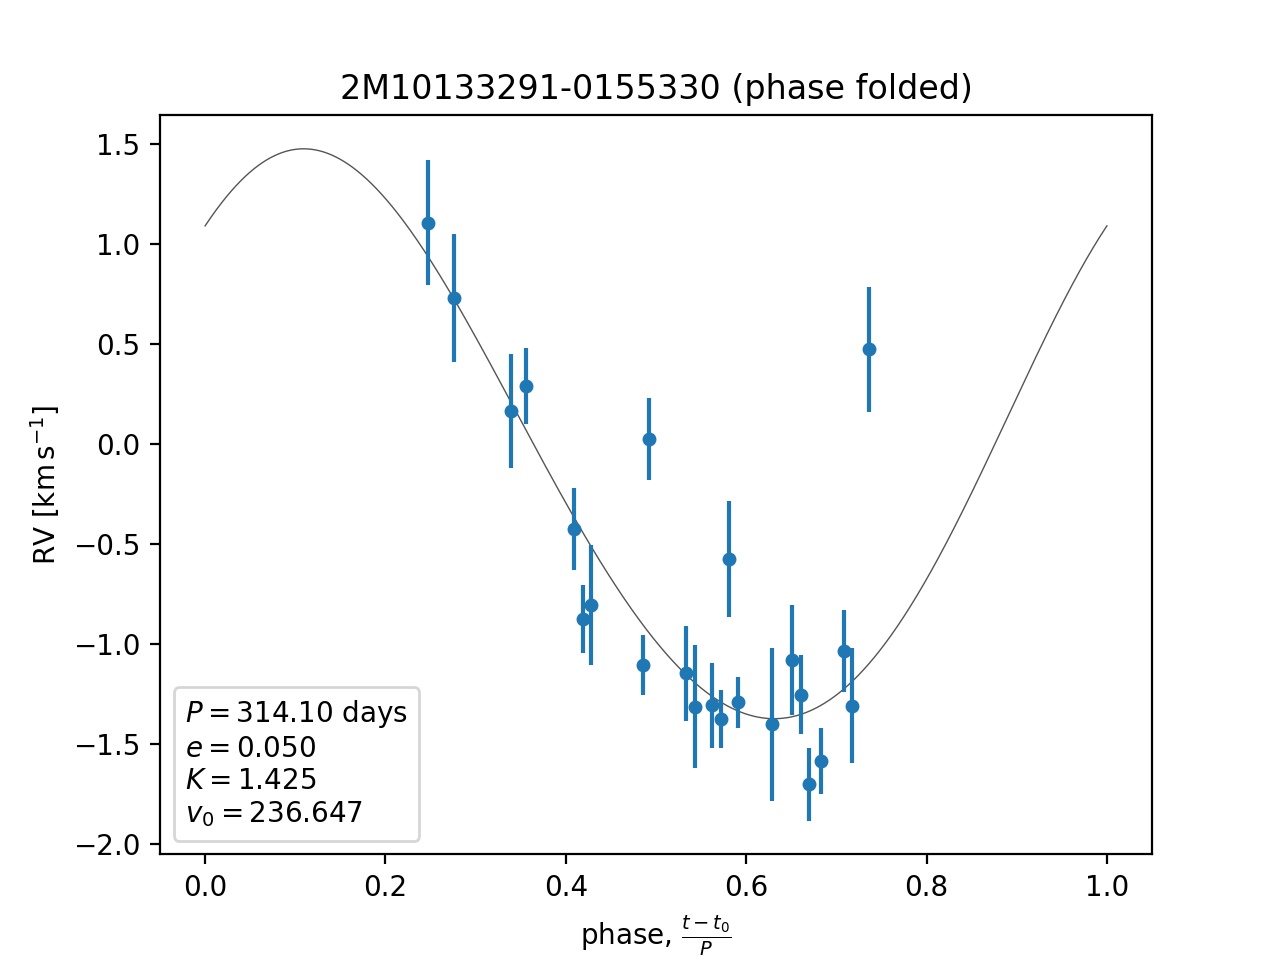 2M10133291-0155330 (phase folded)
1.5
1.0
0.5
0.0
−0.5
−1.0
−1.5
−2.0
RV [km s⁻¹]
P = 314.10 days
e = 0.050
K = 1.425
v₀ = 236.647
0.0 0.2 0.4 0.6 0.8 1.0
phase, (t − t₀)/P